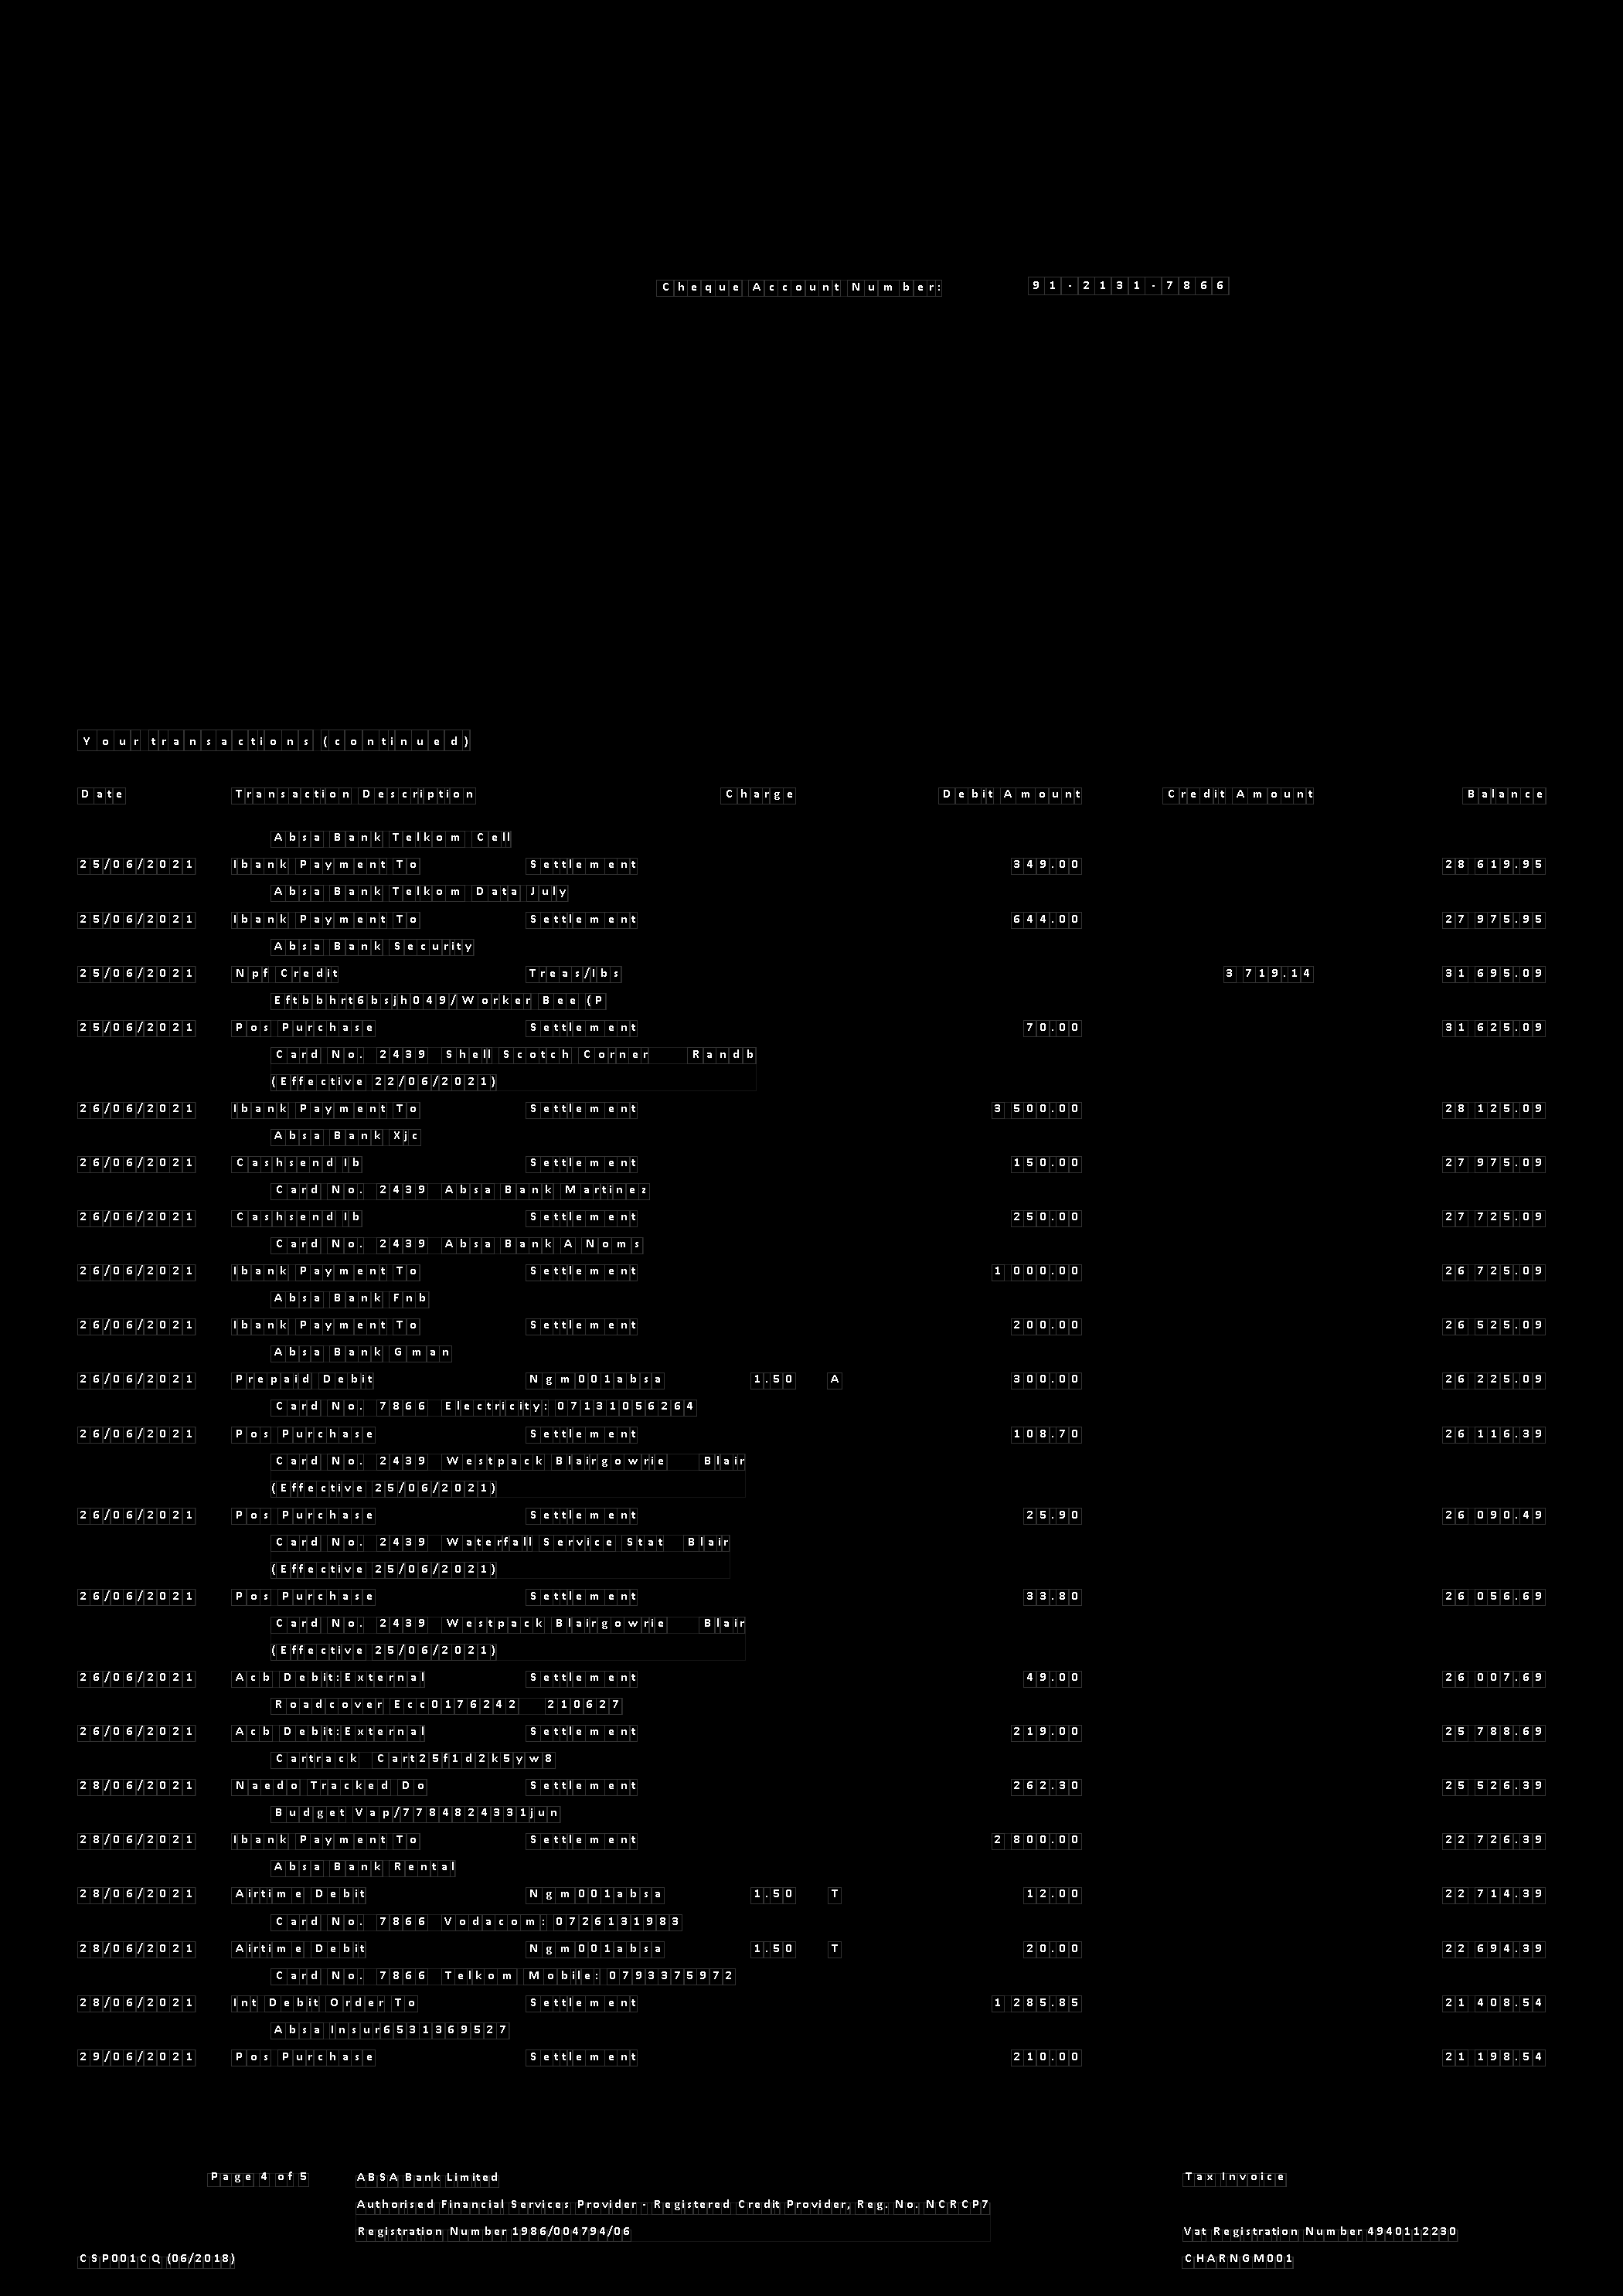 Cheque Account Number: 91-2131-7866
Your transactions (continued)
Date Transaction Description Charge Debit Amount Credit Amount Balance
Absa Bank Telkom Cell
25/06/2021 Ibank Payment To Settlement 349.00 28 619.95
Absa Bank Telkom Data July
25/06/2021 Ibank Payment To Settlement 644.00 27 975.95
Absa Bank Security
25/06/2021 Npf Credit Treas/Ibs 3 719.14 31 695.09
Eftbbhrt6bsjh049/Worker Bee (P
25/06/2021 Pos Purchase Settlement 70.00 31 625.09
Card No. 2439 Shell Scotch Corner Randb
(Effective 22/06/2021)
26/06/2021 Ibank Payment To Settlement 3 500.00 28 125.09
Absa Bank Xjc
26/06/2021 Cashsend Ib Settlement 150.00 27 975.09
Card No. 2439 Absa Bank Martinez
26/06/2021 Cashsend Ib Settlement 250.00 27 725.09
Card No. 2439 Absa Bank A Noms
26/06/2021 Ibank Payment To Settlement 1 000.00 26 725.09
Absa Bank Fnb
26/06/2021 Ibank Payment To Settlement 200.00 26 525.09
Absa Bank Gman
26/06/2021 Prepaid Debit Ngm001absa 1.50 A 300.00 26 225.09
Card No. 7866 Electricity: 07131056264
26/06/2021 Pos Purchase Settlement 108.70 26 116.39
Card No. 2439 Westpack Blairgowrie Blair
(Effective 25/06/2021)
26/06/2021 Pos Purchase Settlement 25.90 26 090.49
Card No. 2439 Waterfall Service Stat Blair
(Effective 25/06/2021)
26/06/2021 Pos Purchase Settlement 33.80 26 056.69
Card No. 2439 Westpack Blairgowrie Blair
(Effective 25/06/2021)
26/06/2021 Acb Debit:External Settlement 49.00 26 007.69
Roadcover Ecc0176242 210627
26/06/2021 Acb Debit:External Settlement 219.00 25 788.69
Cartrack Cart25f1d2k5yw8
28/06/2021 Naedo Tracked Do Settlement 262.30 25 526.39
Budget Vap/7784824331jun
28/06/2021 Ibank Payment To Settlement 2 800.00 22 726.39
Absa Bank Rental
28/06/2021 Airtime Debit Ngm001absa 1.50 T 12.00 22 714.39
Card No. 7866 Vodacom: 0726131983
28/06/2021 Airtime Debit Ngm001absa 1.50 T 20.00 22 694.39
Card No. 7866 Telkom Mobile: 0793375972
28/06/2021 Int Debit Order To Settlement 1 285.85 21 408.54
Absa Insur6531369527
29/06/2021 Pos Purchase Settlement 210.00 21 198.54
Page 4 of 5 ABSA Bank Limited Tax Invoice
Authorised Financial Services Provider - Registered Credit Provider, Reg. No. NCRCP7
Registration Number 1986/004794/06 Vat Registration Number 4940112230
CSP001CQ (06/2018) CHARNGM001